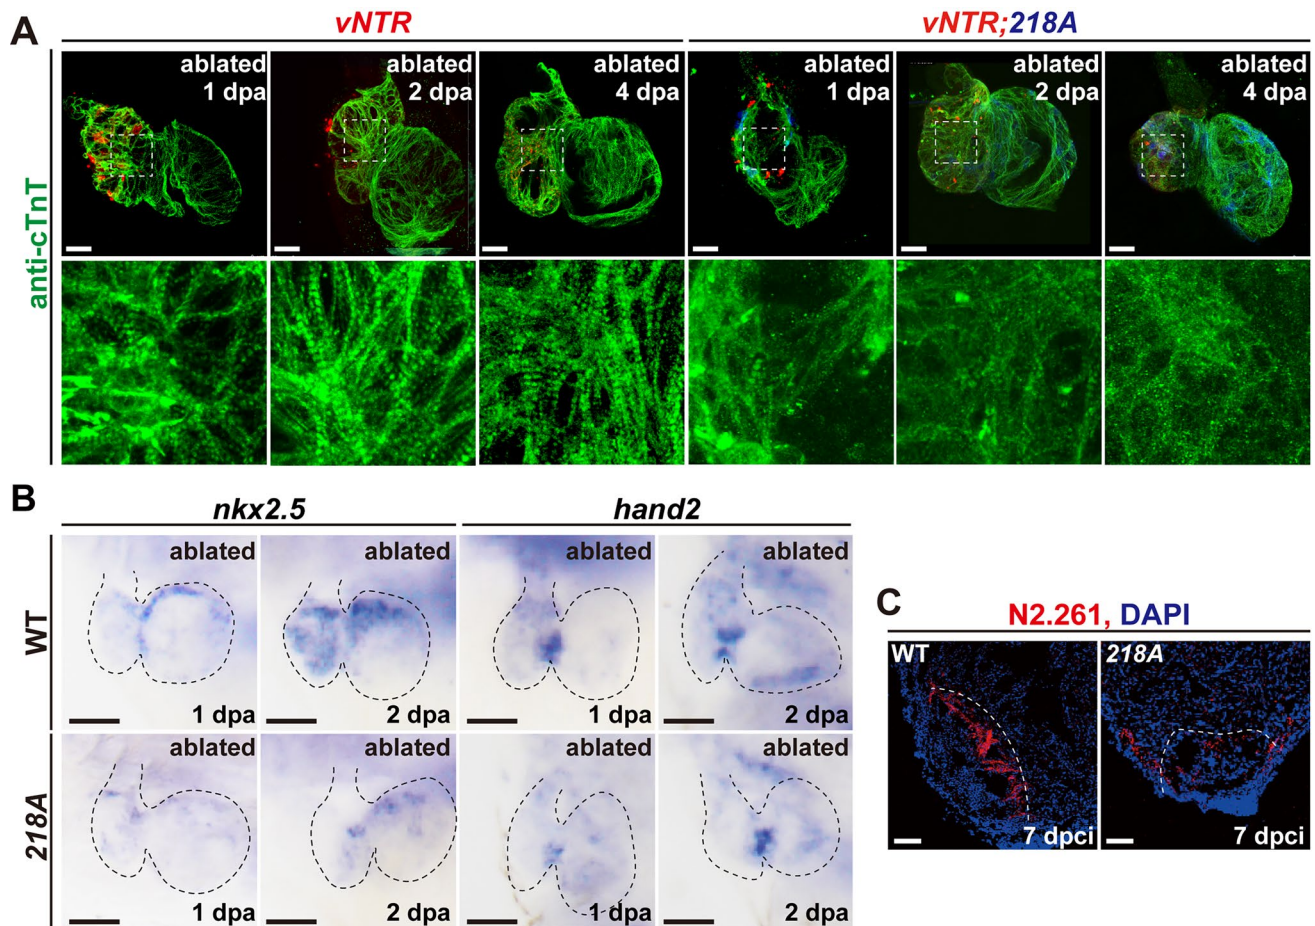 A
vNTR
vNTR;218A
anti-cTnT
ablated
1 dpa
ablated
2 dpa
ablated
4 dpa
ablated
1 dpa
ablated
2 dpa
ablated
4 dpa
B
nkx2.5
hand2
WT
ablated
1 dpa
ablated
2 dpa
ablated
1 dpa
ablated
2 dpa
218A
ablated
1 dpa
ablated
2 dpa
ablated
1 dpa
ablated
2 dpa
C
N2.261, DAPI
WT
7 dpci
218A
7 dpci